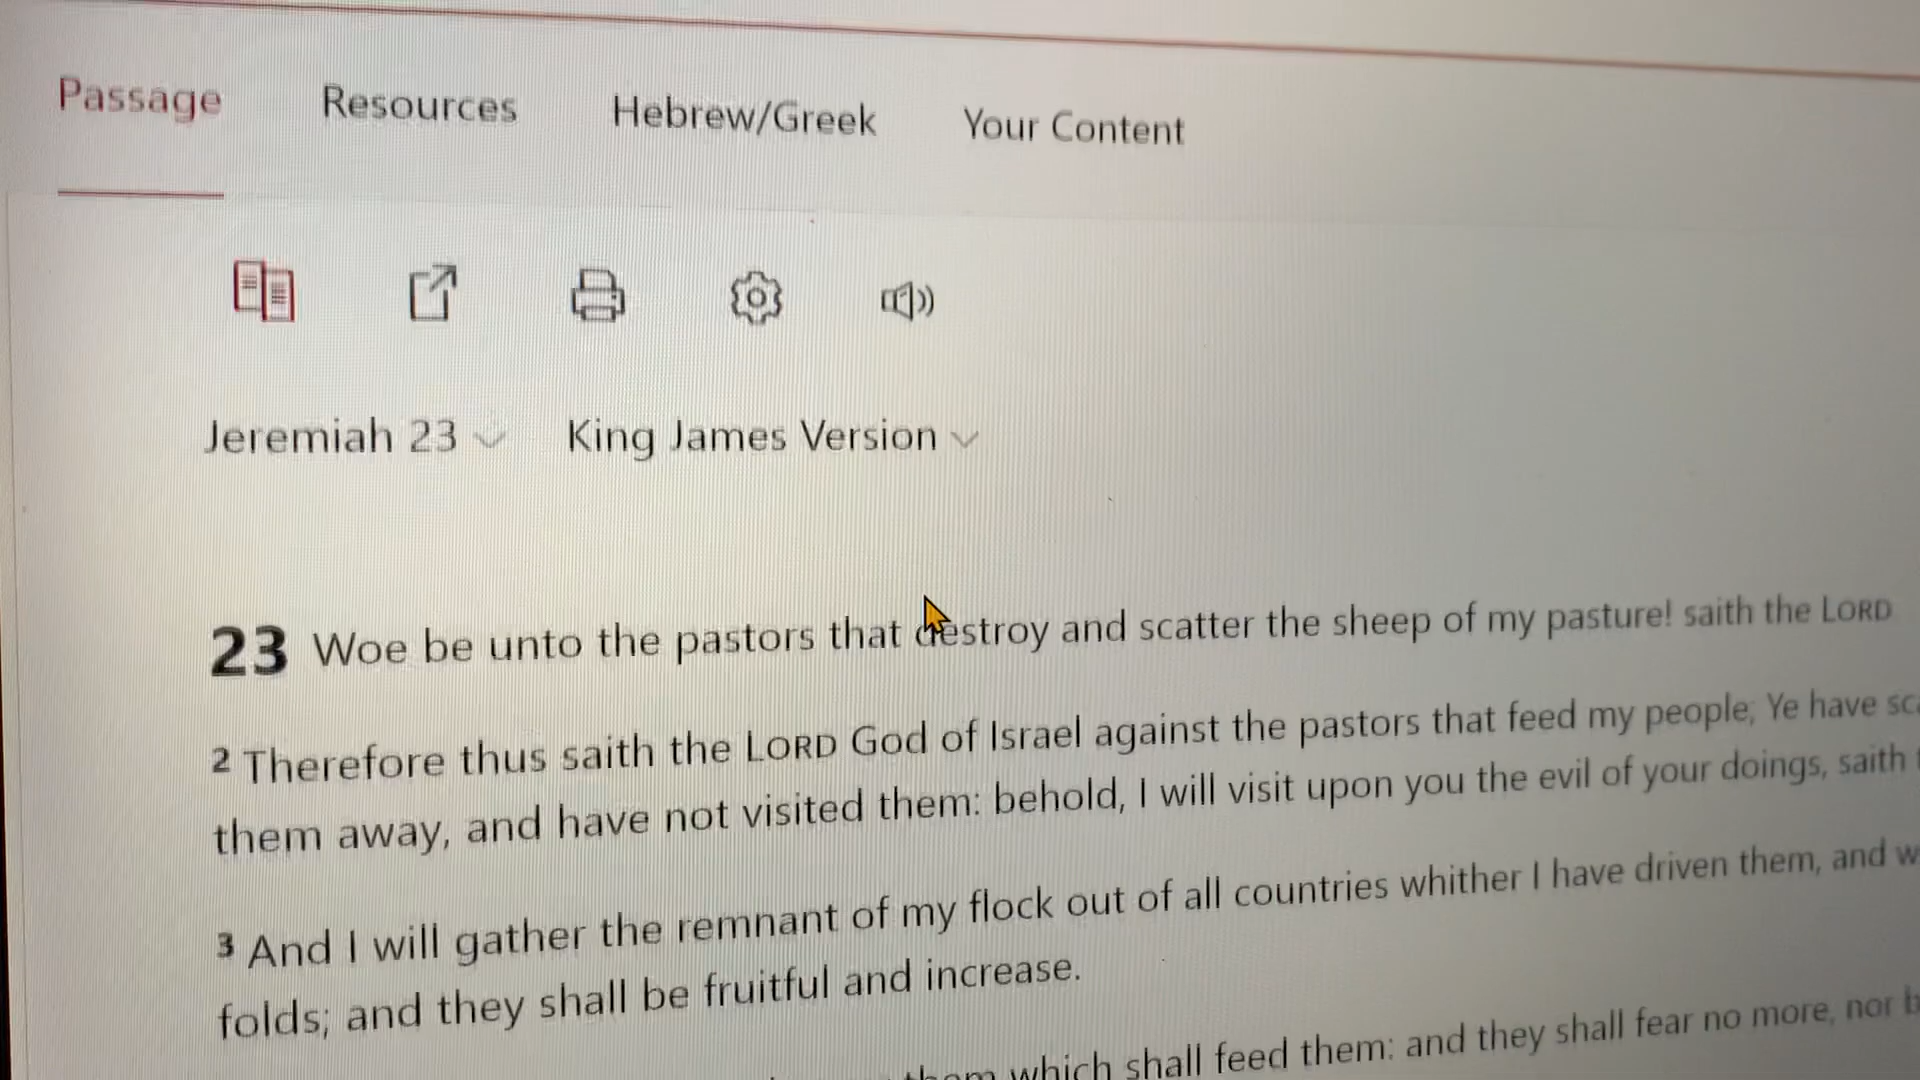 Passage Resources Hebrew/Greek Your Content
Jeremiah 23 King James Version
23 Woe be unto the pastors that destroy and scatter the sheep of my pasture! saith the LORD
2 Therefore thus saith the LORD God of Israel against the pastors that feed my people; Ye have
them away, and have not visited them: behold, I will visit upon you the evil of your doings, saith
3 And I will gather the remnant of my flock out of all countries whither I have driven them, and
folds; and they shall be fruitful and increase.
them which shall feed them: and they shall fear no more, nor